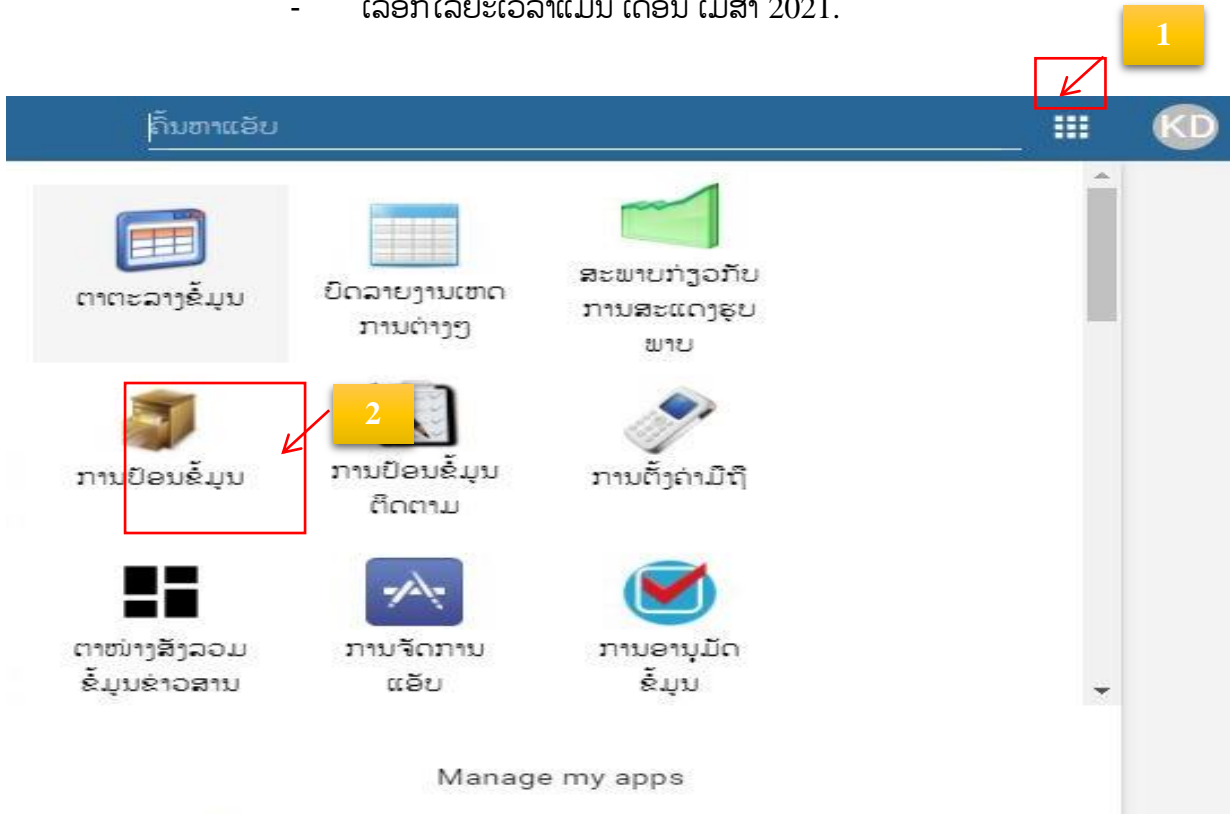 - ເລືອກໄລຍະເວລາແມ່ນ ເດືອນ ເມສາ 2021.
1
ຄົ້ນຫາແອັບ
KD
ຕາຕະລາງຂໍ້ມູນ
ບົດລາຍງານເຫດ
ການຕ່າງໆ
ສະພາບກ່ຽວກັບ
ການສະແດງຮູບ
ພາບ
2
ການປ້ອນຂໍ້ມູນ
ການປ້ອນຂໍ້ມູນ
ຕິດຕາມ
ການຕັ້ງຄ່າມືຖື
ຕາໜ່າງສັງລວມ
ຂໍ້ມູນຂ່າວສານ
ການຈັດການ
ແອັບ
ການອານຸມັດ
ຂໍ້ມູນ
Manage my apps